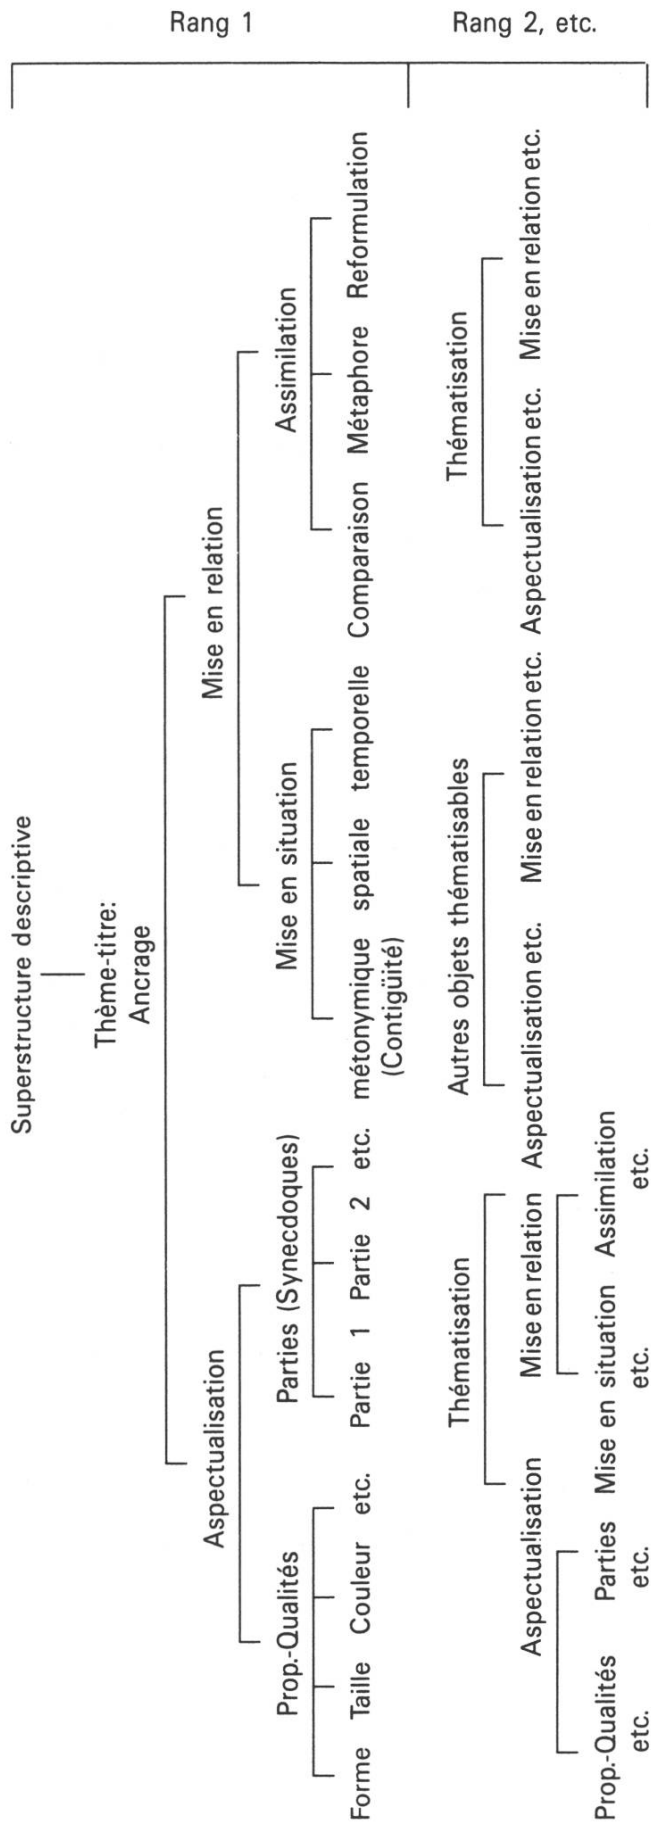 Rang 1
Rang 2, etc.
Superstructure descriptive
Thème-titre:
Ancrage
Aspectualisation
Mise en relation
Prop.-Qualités
Parties (Synecdoques)
Mise en situation
Assimilation
Forme Taille Couleur etc.
Partie 1 Partie 2 etc.
métonymique spatiale temporelle
(Contigüité)
Comparaison Métaphore Reformulation
Thématisation
Autres objets thématisables
Thématisation
Aspectualisation
Mise en relation
Aspectualisation etc. Mise en relation etc.
Aspectualisation etc. Mise en relation etc.
Prop.-Qualités Parties Mise en situation Assimilation
etc. etc. etc. etc.